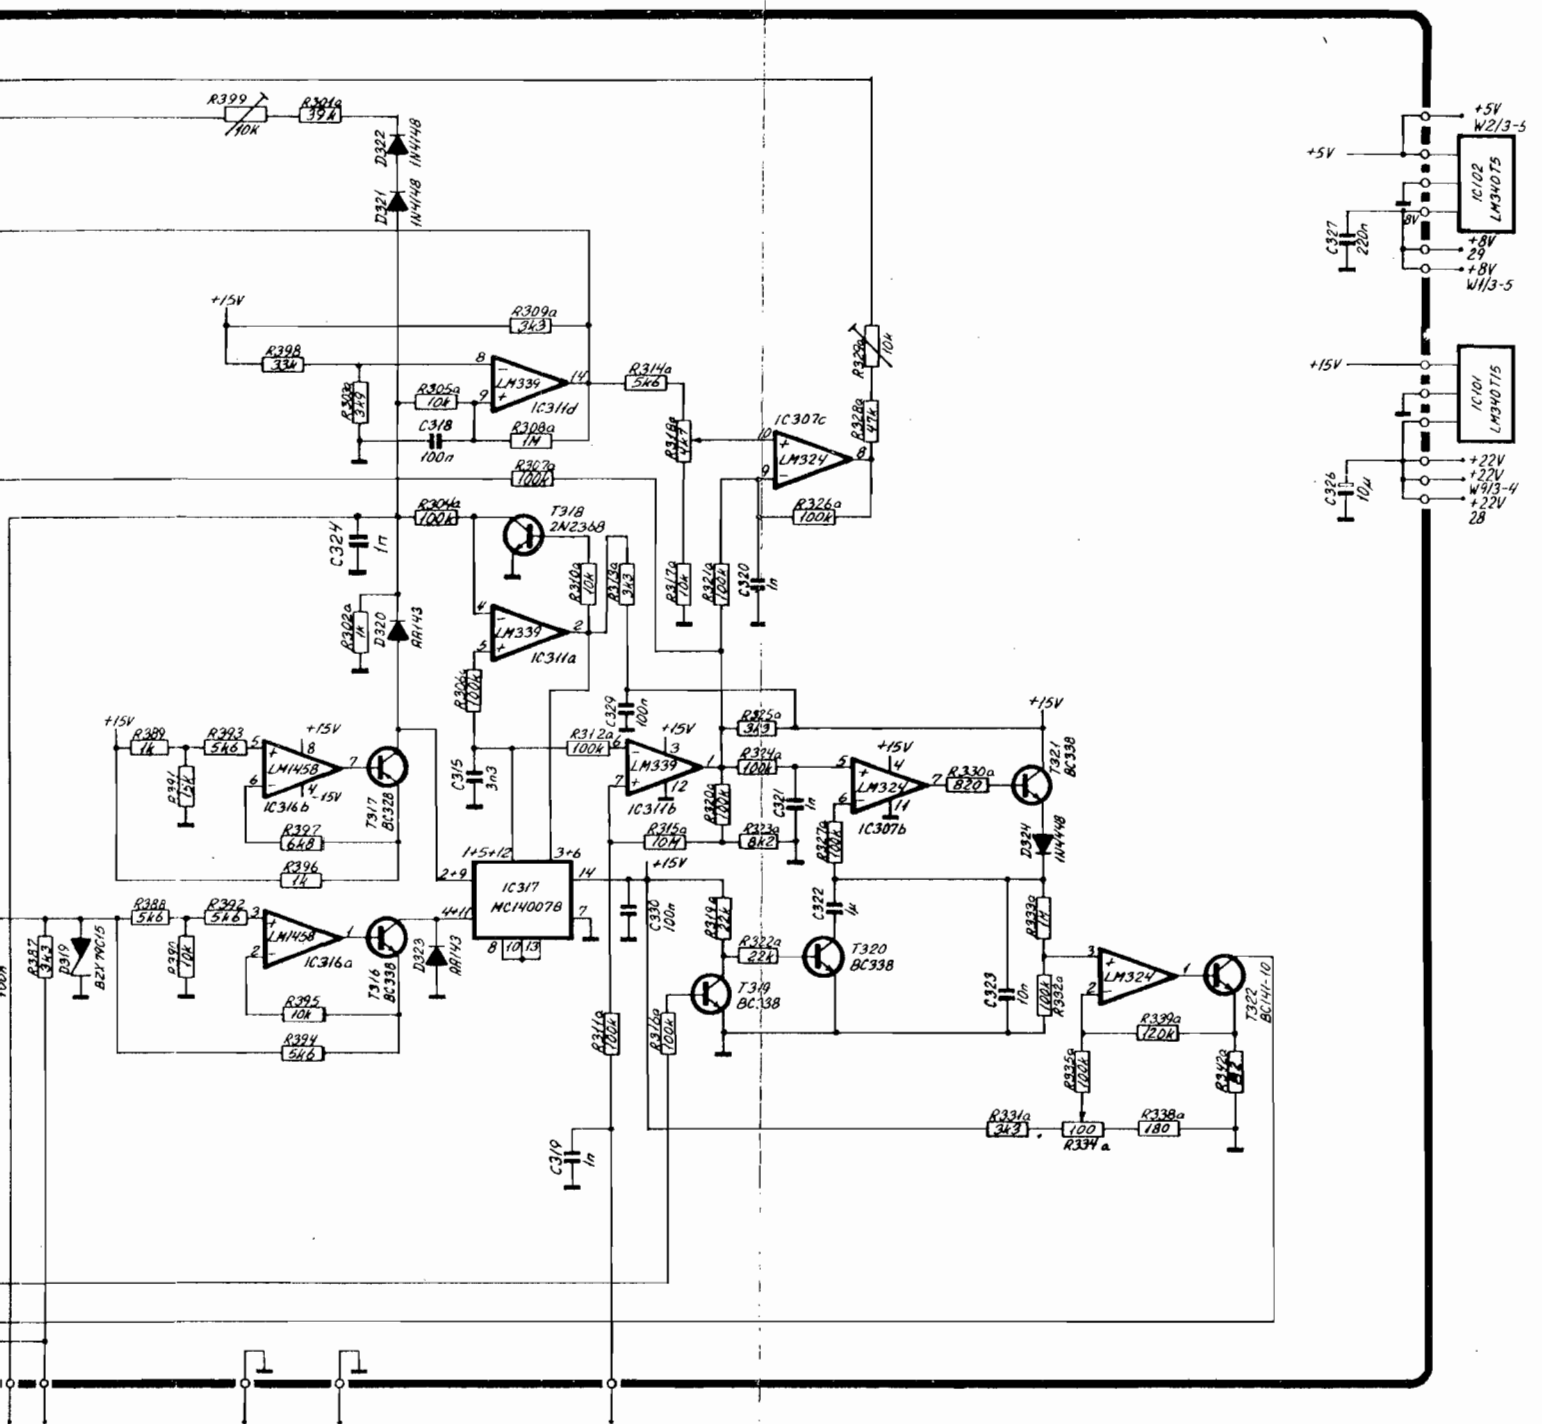 R399
10K
R301a
39k
D322
1N4148
D321
1N4148
+15V
R309a
3k3
R398
33k
3k9
R305a
10k
C318
100n
8
9
14
LM339
IC311d
R308a
1M
R314a
5k6
4k7
R307a
100k
IC307c
10
9
8
LM324
R329a
10k
R328a
47k
R326a
100k
R304a
100k
T318
2N2368
C324
1n
R302a
1k
D320
AA143
4
5
2
LM339
IC311a
R310a
10k
R313a
3k3
R317a
10k
R321a
100k
C320
1n
100k
C329
100n
+15V
R389
1k
R393
5k6
R391
15k
+15V
5
8
6
7
4
-15V
LM1458
IC316b
T317
BC328
R397
6k8
R396
1k
C315
3n3
R312a
100k
+15V
6
3
7
1
12
LM339
IC311b
R325a
3k3
R324a
100k
R320a
100k
C321
1n
R315a
10M
R323a
8k2
+15V
5
4
6
7
11
LM324
IC307b
R327a
100k
R330a
820
+15V
T321
BC338
D324
1N4448
1+5+12
3+6
2+9
4+11
14
7
8
10
13
IC317
MC14007B
+15V
C330
100n
R319a
22k
R322a
22k
C322
1µ
T320
BC338
T319
R333a
1M
C323
10n
R332a
100k
R388
5k6
R392
5k6
R387
3k3
D319
BZX79C15
R390
10k
3
2
1
LM1458
IC316a
T316
BC338
D323
AA143
R395
10k
R394
5k6
R311a
100k
R316a
100k
C319
1n
3
2
1
LM324
T322
BC141-10
R339a
120k
R335a
100k
R342a
R331a
3k3
100
R334a
R338a
180
+5V
W2/3-5
+5V
IC102
LM340T5
8V
C327
220n
+8V
29
+8V
W1/3-5
+15V
IC101
LM340T15
C326
10µ
+22V
+22V
W9/3-4
+22V
28